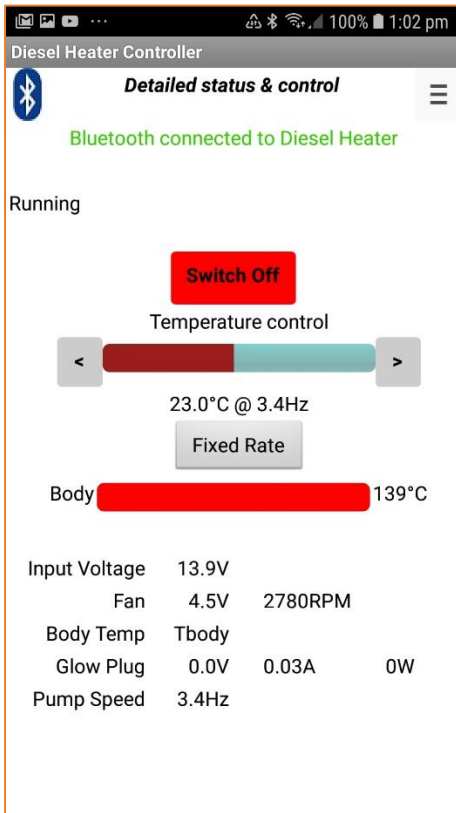 100% 1:02 pm
Diesel Heater Controller
Detailed status & control
Bluetooth connected to Diesel Heater
Running
Switch Off
Temperature control
< >
23.0°C @ 3.4Hz
Fixed Rate
Body 139°C
Input Voltage 13.9V
Fan 4.5V 2780RPM
Body Temp Tbody
Glow Plug 0.0V 0.03A 0W
Pump Speed 3.4Hz